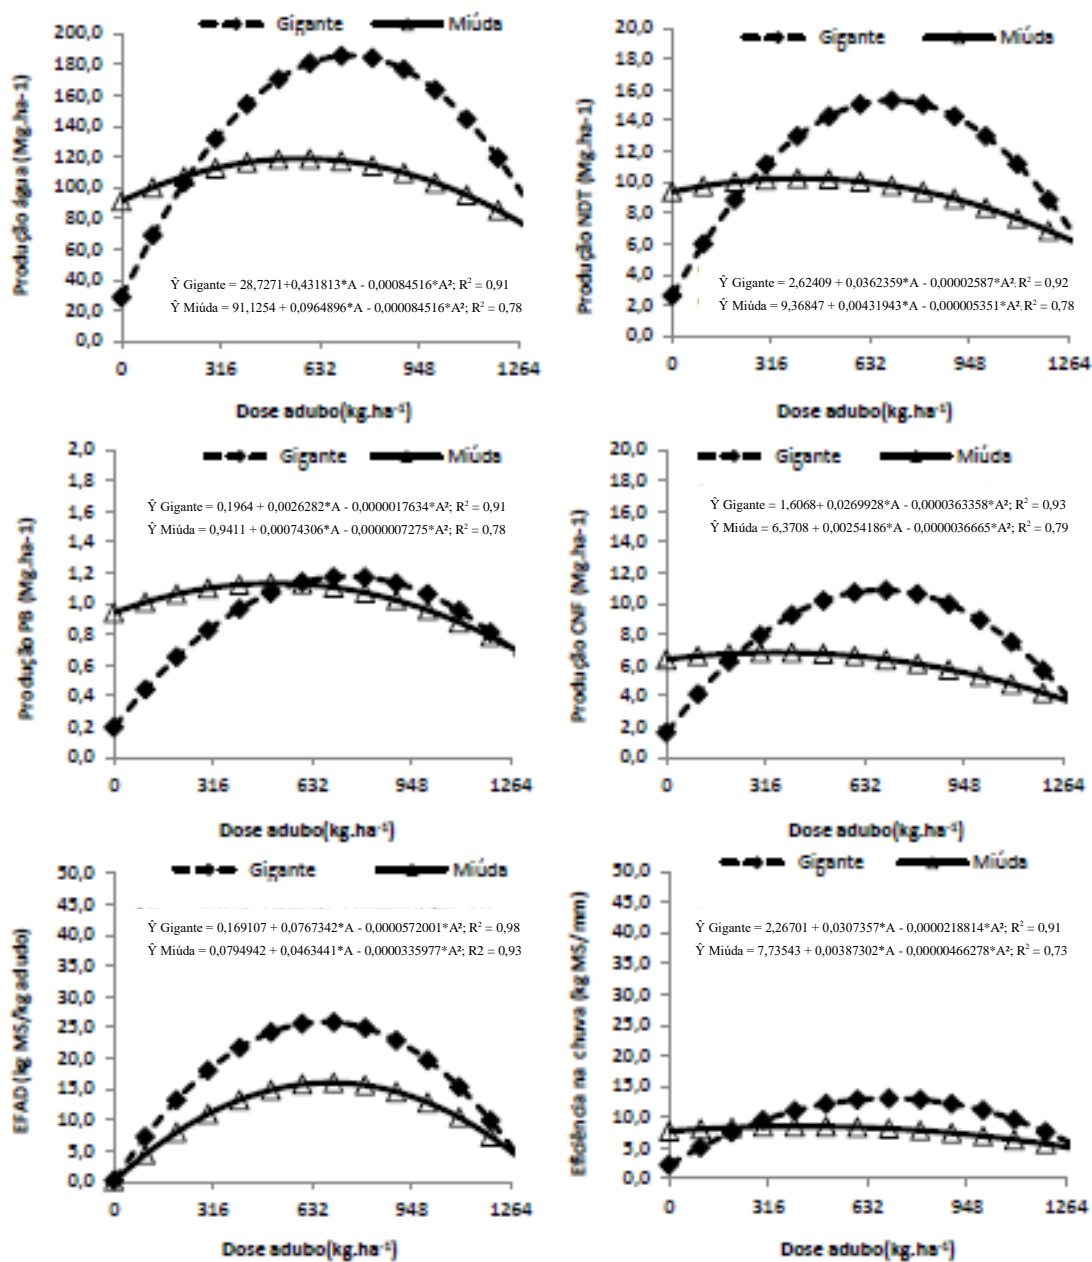 Gigante Miúda
Produção água (Mg.ha-1)
200,0
180,0
160,0
140,0
120,0
100,0
80,0
60,0
40,0
20,0
0,0
Ŷ Gigante = 28,7271+0,431813*A - 0,00084516*A²; R² = 0,91
Ŷ Miúda = 91,1254 + 0,0964896*A - 0,000084516*A²; R² = 0,78
0 316 632 948 1264
Dose adubo(kg.ha-¹)
Gigante Miúda
Produção NDT (Mg.ha-1)
20,0
18,0
16,0
14,0
12,0
10,0
8,0
6,0
4,0
2,0
0,0
Ŷ Gigante = 2,62409 + 0,0362359*A - 0,00002587*A²; R² = 0,92
Ŷ Miúda = 9,36847 + 0,00431943*A - 0,000005351*A²; R² = 0,78
0 316 632 948 1264
Dose adubo(kg.ha-¹)
Gigante Miúda
Produção PB (Mg.ha-1)
2,0
1,8
1,6
1,4
1,2
1,0
0,8
0,6
0,4
0,2
0,0
Ŷ Gigante = 0,1964 + 0,0026282*A - 0,0000017634*A²; R² = 0,91
Ŷ Miúda = 0,9411 + 0,00074306*A - 0,0000007275*A²; R² = 0,78
0 316 632 948 1264
Dose adubo(kg.ha-¹)
Gigante Miúda
Produção CNF (Mg.ha-1)
20,0
18,0
16,0
14,0
12,0
10,0
8,0
6,0
4,0
2,0
0,0
Ŷ Gigante = 1,6068+ 0,0269928*A - 0,0000363358*A²; R² = 0,93
Ŷ Miúda = 6,3708 + 0,00254186*A - 0,0000036665*A²; R² = 0,79
0 316 632 948 1264
Dose adubo(kg.ha-¹)
Gigante Miúda
EFAD (kg MS/kg adudo)
50,0
45,0
40,0
35,0
30,0
25,0
20,0
15,0
10,0
5,0
0,0
Ŷ Gigante = 0,169107 + 0,0767342*A - 0,0000572001*A²; R² = 0,98
Ŷ Miúda = 0,0794942 + 0,0463441*A - 0,0000335977*A²; R2 = 0,93
0 316 632 948 1264
Dose adubo(kg.ha-¹)
Gigante Miúda
Eficiência na chuva (kg MS/mm)
50,0
45,0
40,0
35,0
30,0
25,0
20,0
15,0
10,0
5,0
0,0
Ŷ Gigante = 2,26701 + 0,0307357*A - 0,0000218814*A²; R² = 0,91
Ŷ Miúda = 7,73543 + 0,00387302*A - 0,00000466278*A²; R² = 0,73
0 316 632 948 1264
Dose adubo(kg.ha-¹)